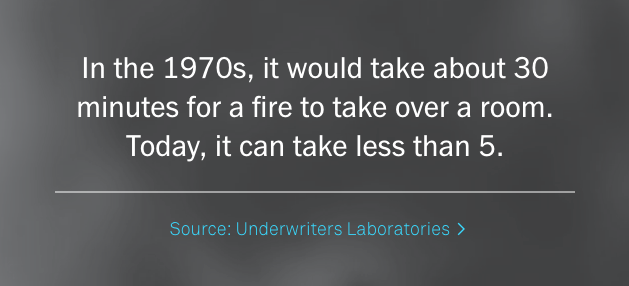 In the 1970s, it would take about 30
minutes for a fire to take over a room.
Today, it can take less than 5.
Source: Underwriters Laboratories >